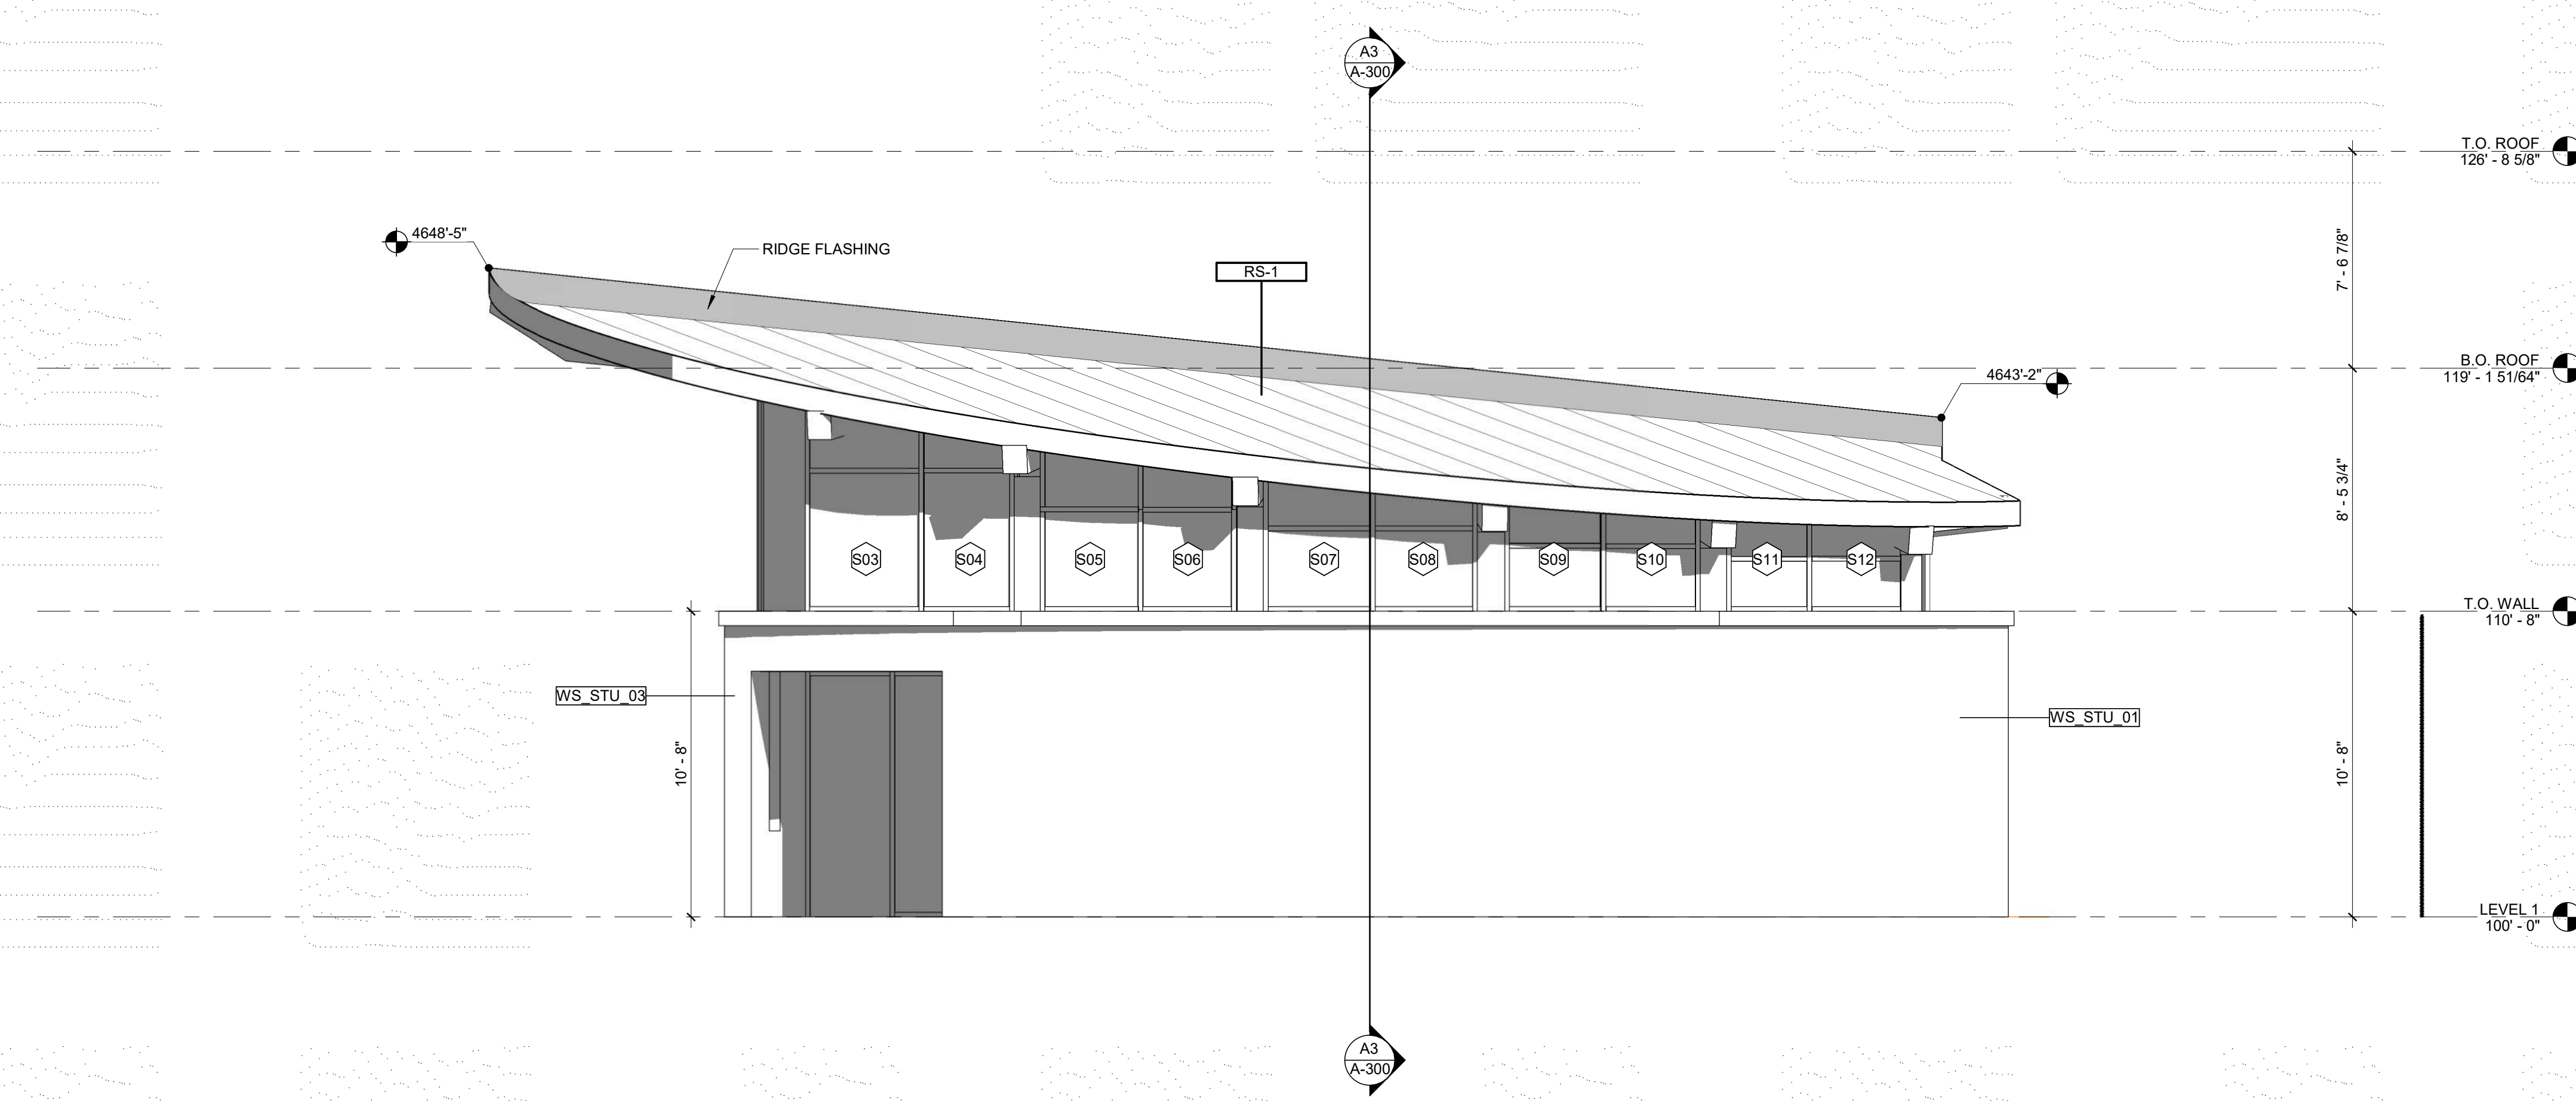 A3
A-300
T.O. ROOF
126' - 8 5/8"
4648'-5"
RIDGE FLASHING
7' - 6 7/8"
RS-1
B.O. ROOF
119' - 1 51/64"
4643'-2"
8' - 5 3/4"
S03
S04
S05
S06
S07
S08
S09
S10
S11
S12
T.O. WALL
110' - 8"
WS_STU_03
WS_STU_01
10' - 8"
10' - 8"
LEVEL 1
100' - 0"
A3
A-300